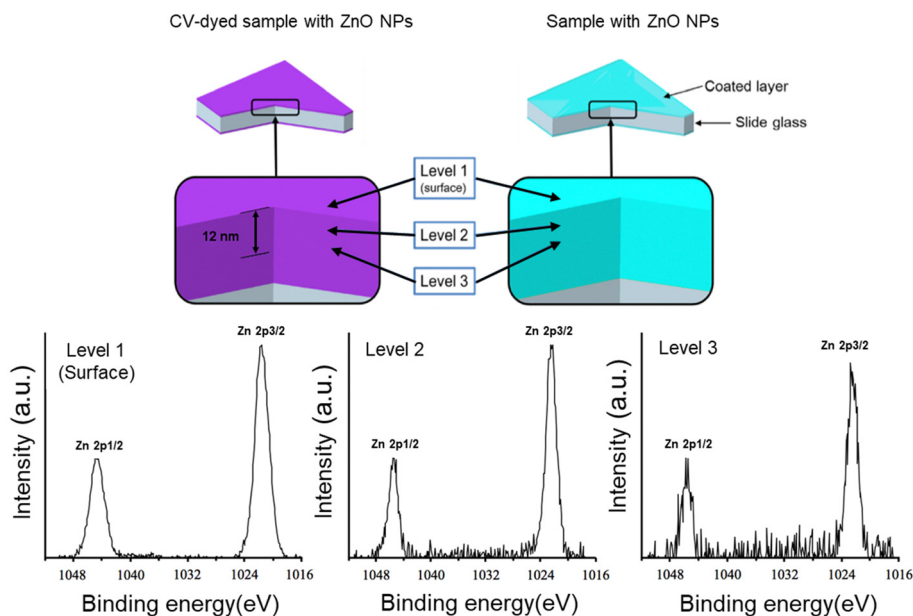 CV-dyed sample with ZnO NPs
Sample with ZnO NPs
Coated layer
Slide glass
Level 1
(surface)
12 nm
Level 2
Level 3
Level 1
(Surface)
Zn 2p3/2
Zn 2p1/2
Intensity (a.u.)
1048 1040 1032 1024 1016
Binding energy(eV)
Level 2
Zn 2p3/2
Zn 2p1/2
Intensity (a.u.)
1048 1040 1032 1024 1016
Binding energy(eV)
Level 3
Zn 2p3/2
Zn 2p1/2
Intensity (a.u.)
1048 1040 1032 1024 1016
Binding energy(eV)